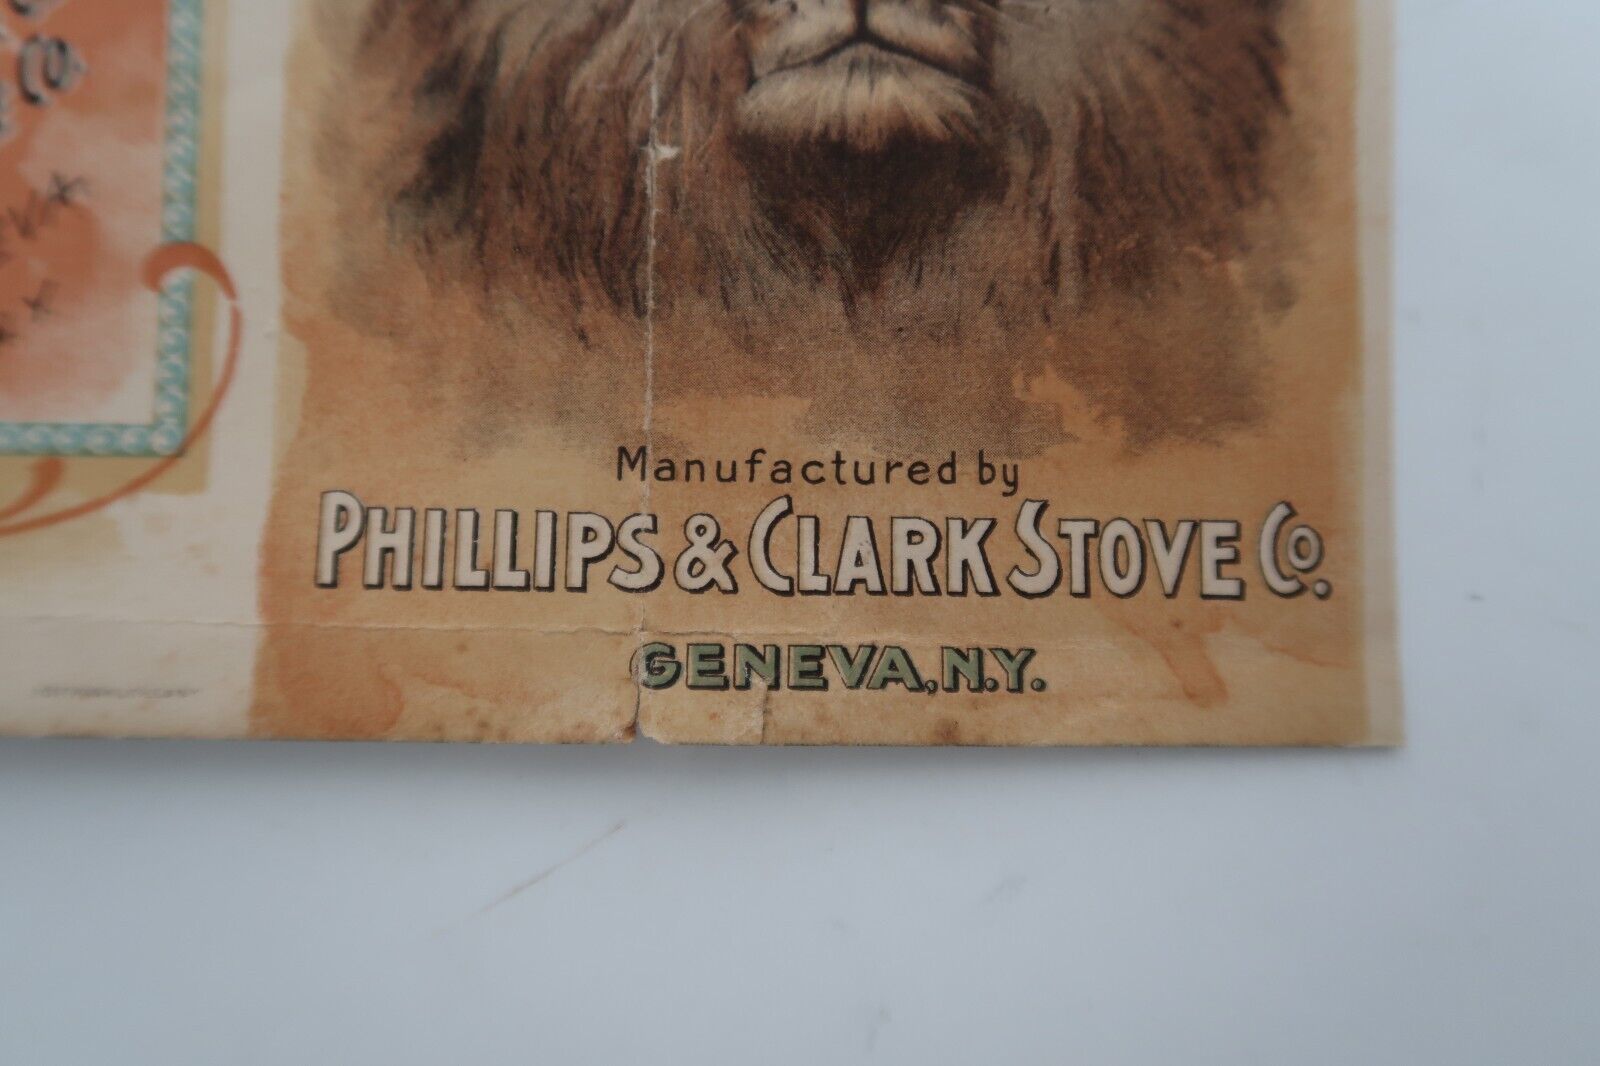 Manufactured by
PHILLIPS & CLARK STOVE CO.
GENEVA, N.Y.